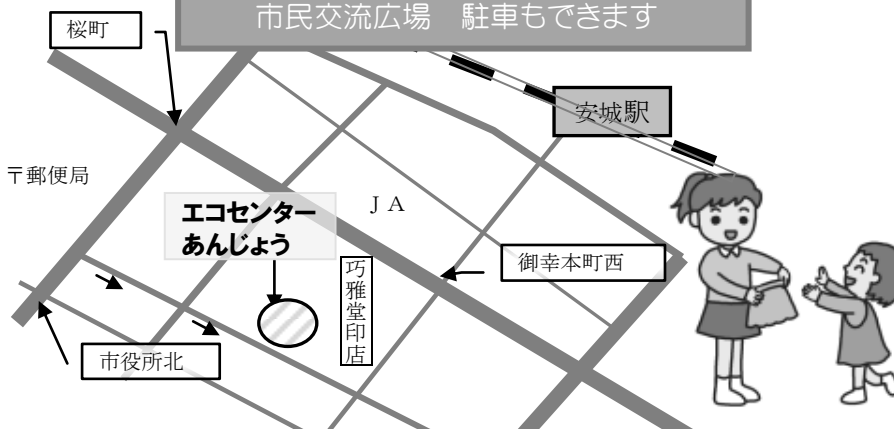 市民交流広場　駐車もできます
桜町
安城駅
〒郵便局
ＪＡ
エコセンター
あんじょう
御幸本町西
巧雅堂印店
市役所北